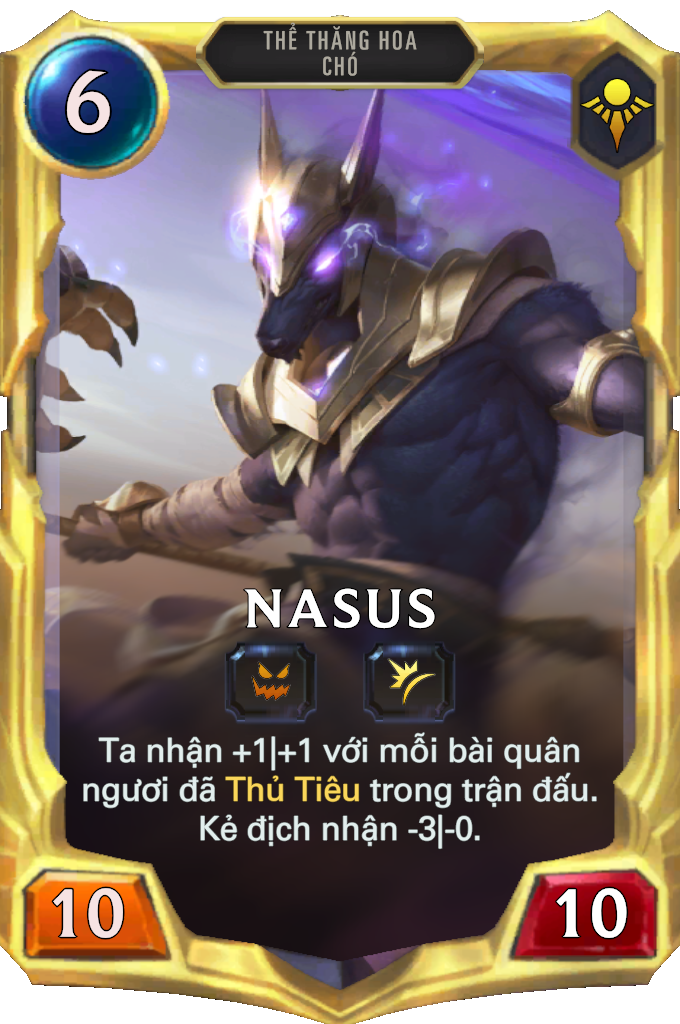 THỂ THĂNG HOA
CHÓ
6
NASUS
Ta nhận +1|+1 với mỗi bài quân
ngươi đã Thủ Tiêu trong trận đấu.
Kẻ địch nhận -3|-0.
10
10